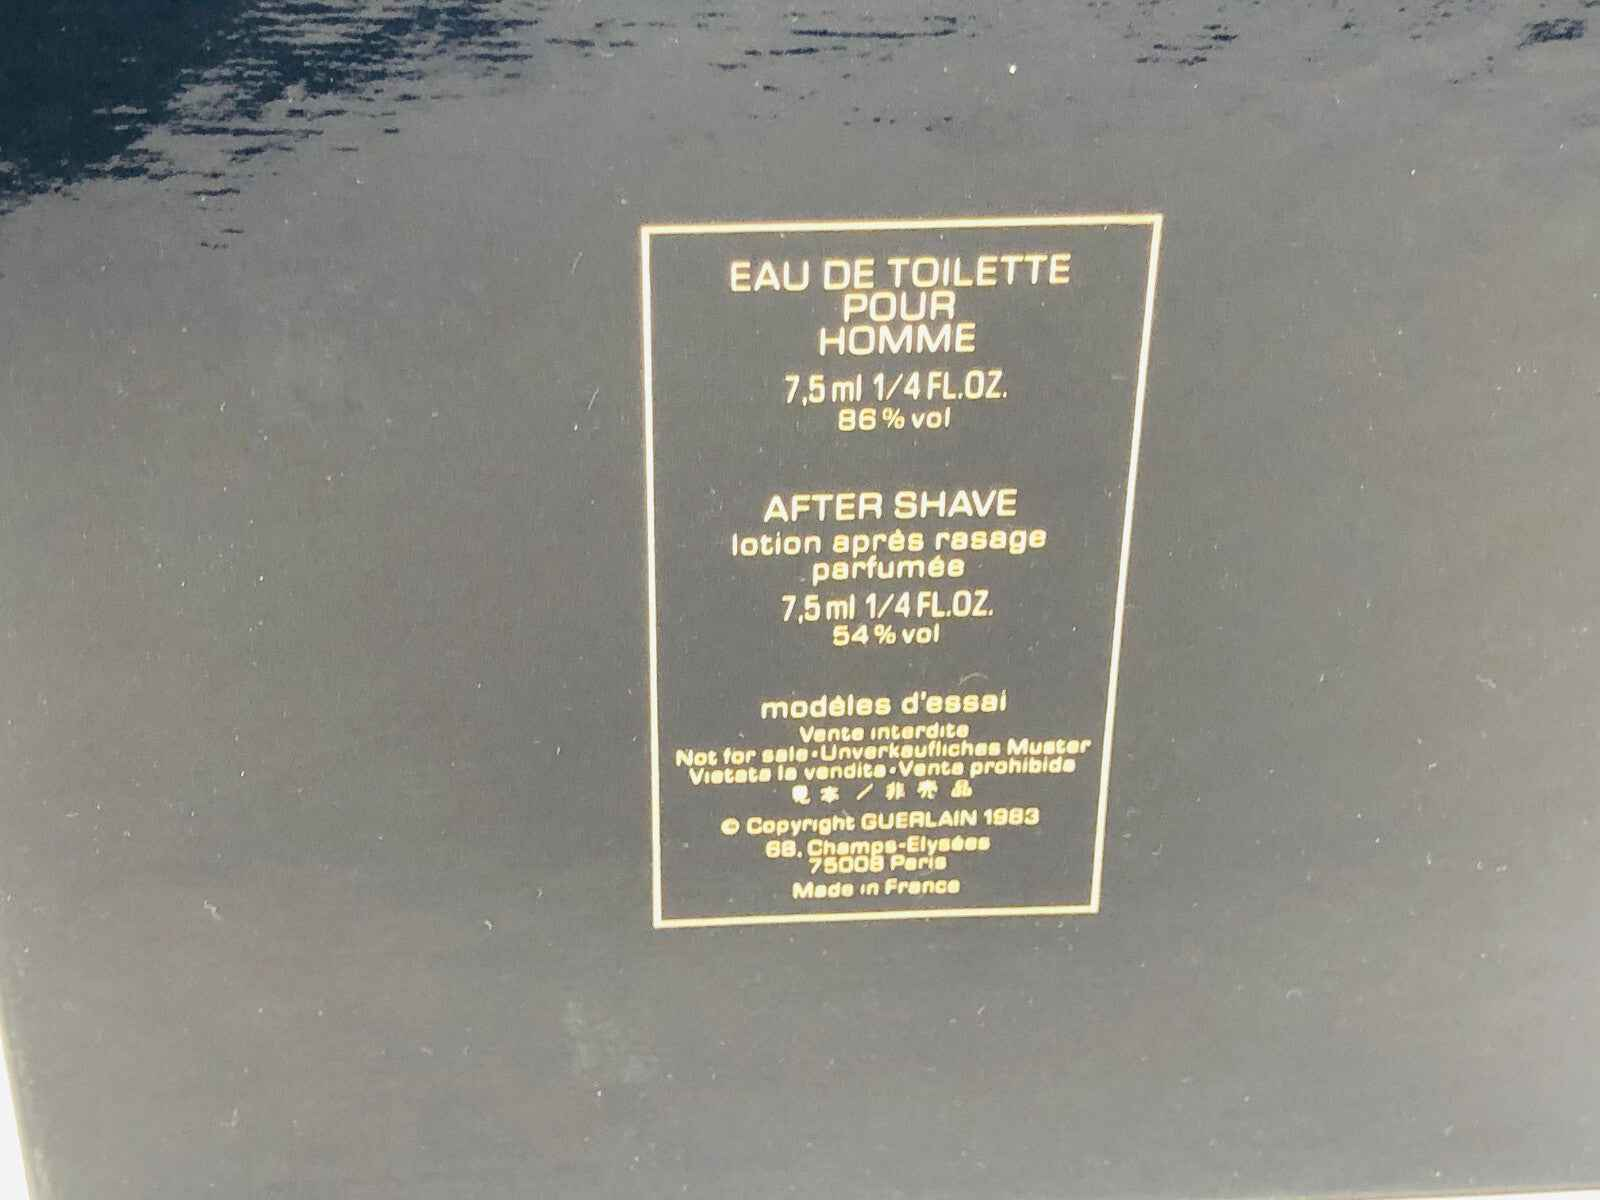 EAU DE TOILETTE
POUR
HOMME
7,5 ml 1/4 FL.OZ.
86% vol
AFTER SHAVE
lotion après rasage
parfumée
7,5 ml 1/4 FL.OZ.
54% vol
modèles d'essai
Vente interdite
Not for sale·Unverkaufliches Muster
Vietata la vendita·Venta prohibida
見本/非売品
© Copyright GUERLAIN 1983
68, Champs-Elysées
75008 Paris
Made in France